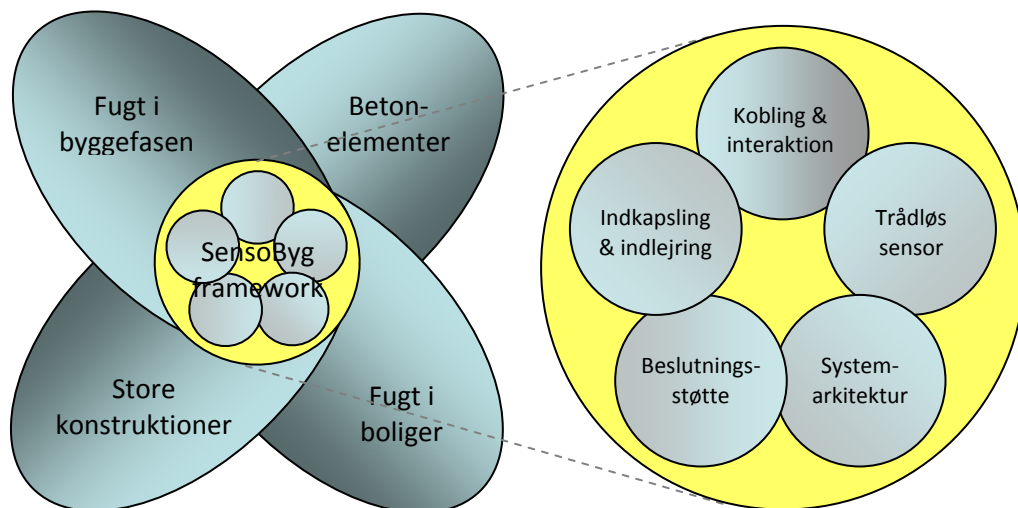 Fugt i
byggefasen
Beton-
elementer
SensoByg
framework
Store
konstruktioner
Fugt i
boliger
Kobling &
interaktion
Indkapsling
& indlejring
Trådløs
sensor
Beslutnings-
støtte
System-
arkitektur